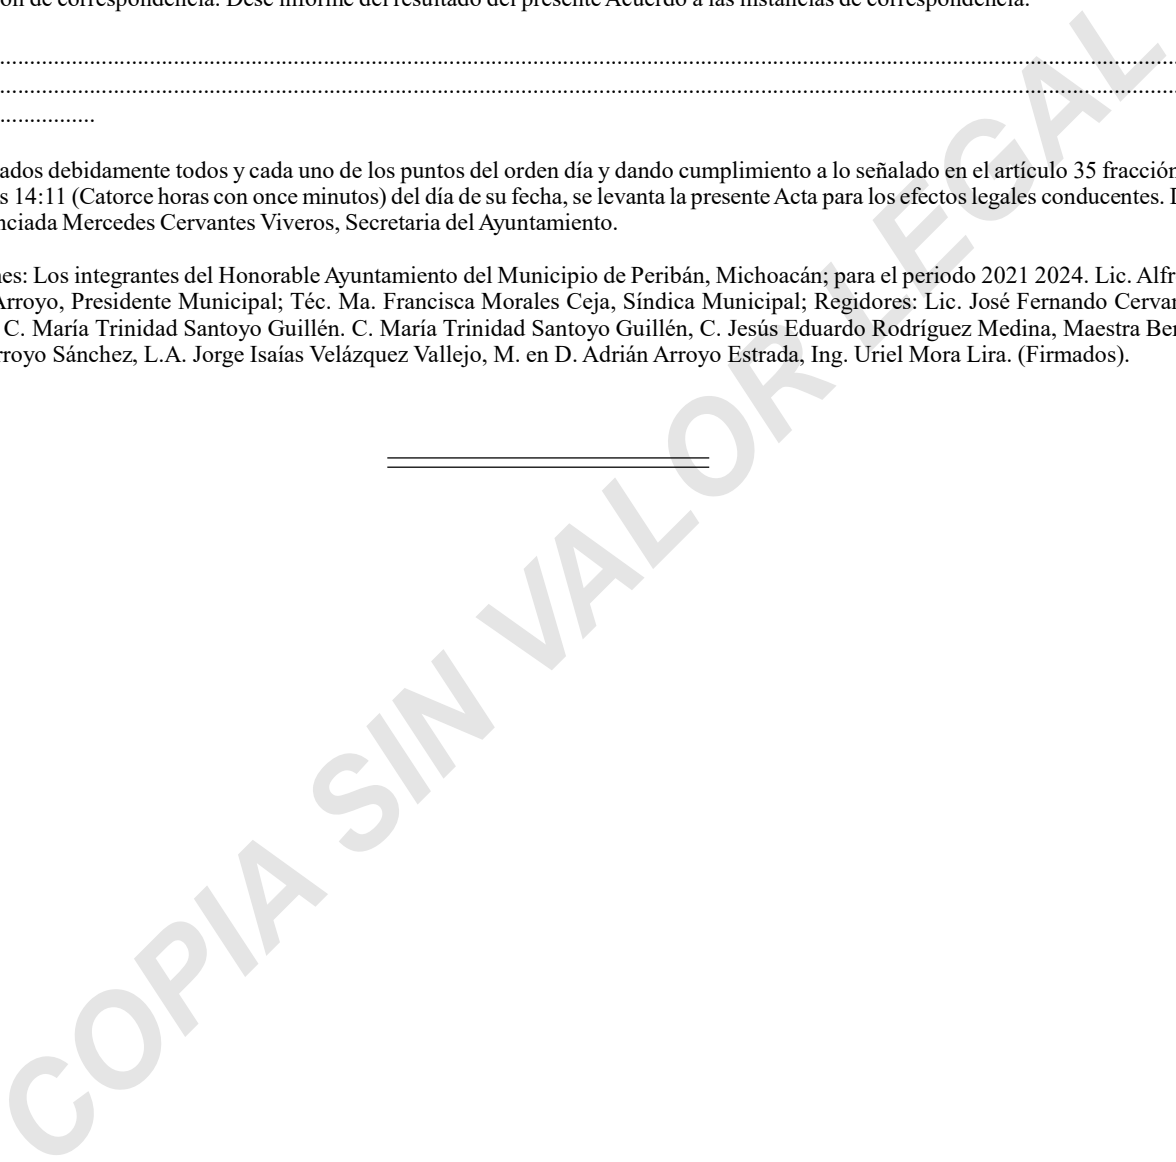 ón de correspondencia. Dese informe del resultado del presente Acuerdo a las instancias de correspondencia.
..........................................................................................................................................................................................................................
..........................................................................................................................................................................................................................
.................
ados debidamente todos y cada uno de los puntos del orden día y dando cumplimiento a lo señalado en el artículo 35 fracción
s 14:11 (Catorce horas con once minutos) del día de su fecha, se levanta la presente Acta para los efectos legales conducentes.
nciada Mercedes Cervantes Viveros, Secretaria del Ayuntamiento.
nes: Los integrantes del Honorable Ayuntamiento del Municipio de Peribán, Michoacán; para el periodo 2021 2024. Lic. Alfr
Arroyo, Presidente Municipal; Téc. Ma. Francisca Morales Ceja, Síndica Municipal; Regidores: Lic. José Fernando Cervan
C. María Trinidad Santoyo Guillén. C. María Trinidad Santoyo Guillén, C. Jesús Eduardo Rodríguez Medina, Maestra Ber
rroyo Sánchez, L.A. Jorge Isaías Velázquez Vallejo, M. en D. Adrián Arroyo Estrada, Ing. Uriel Mora Lira. (Firmados).
COPIA SIN VALOR LEGAL